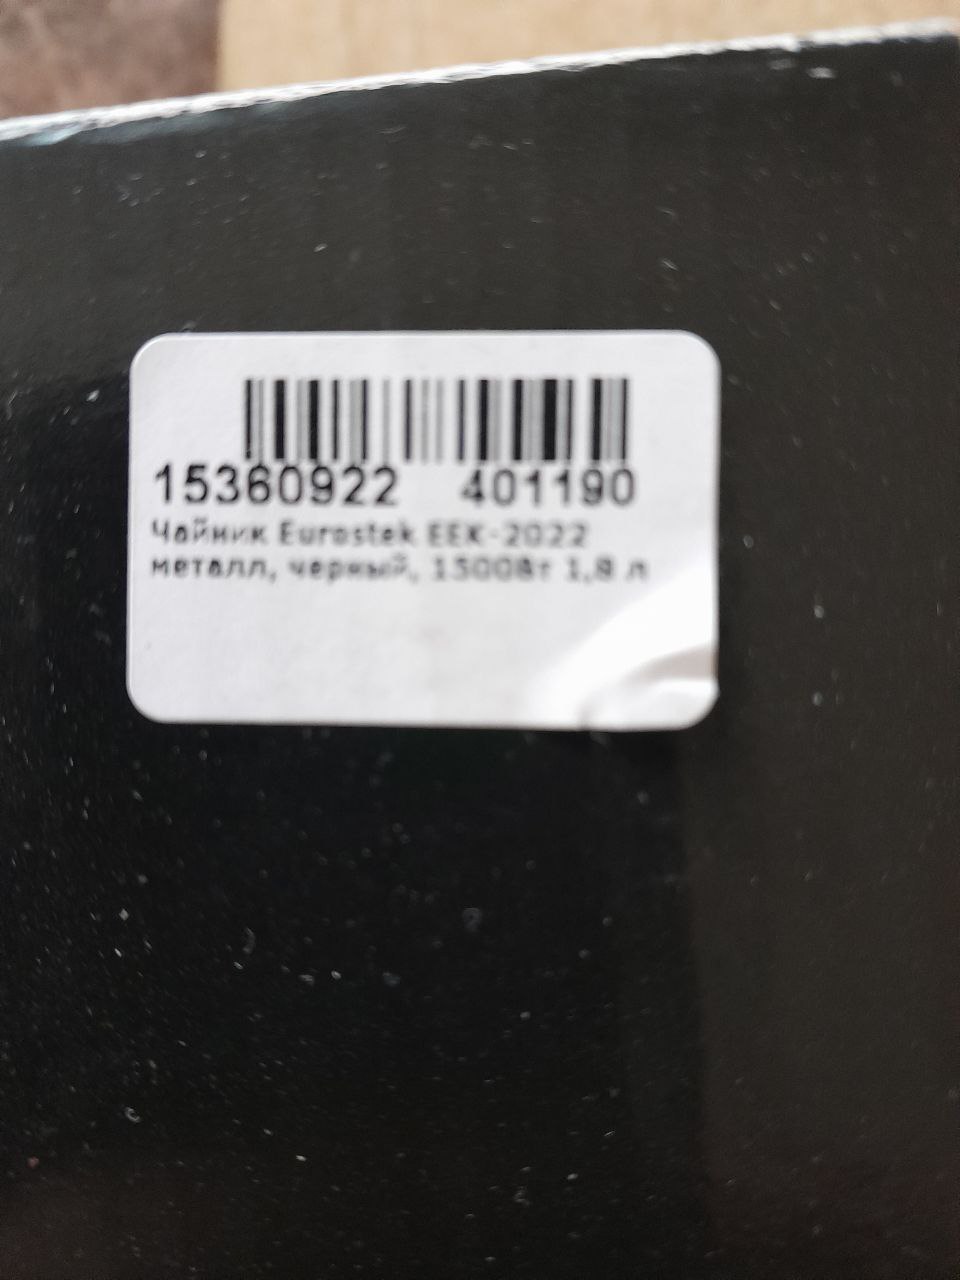 15360922 401190
Чайник Eurostek EEK-2022
металл, черный, 1500Вт 1,8 л